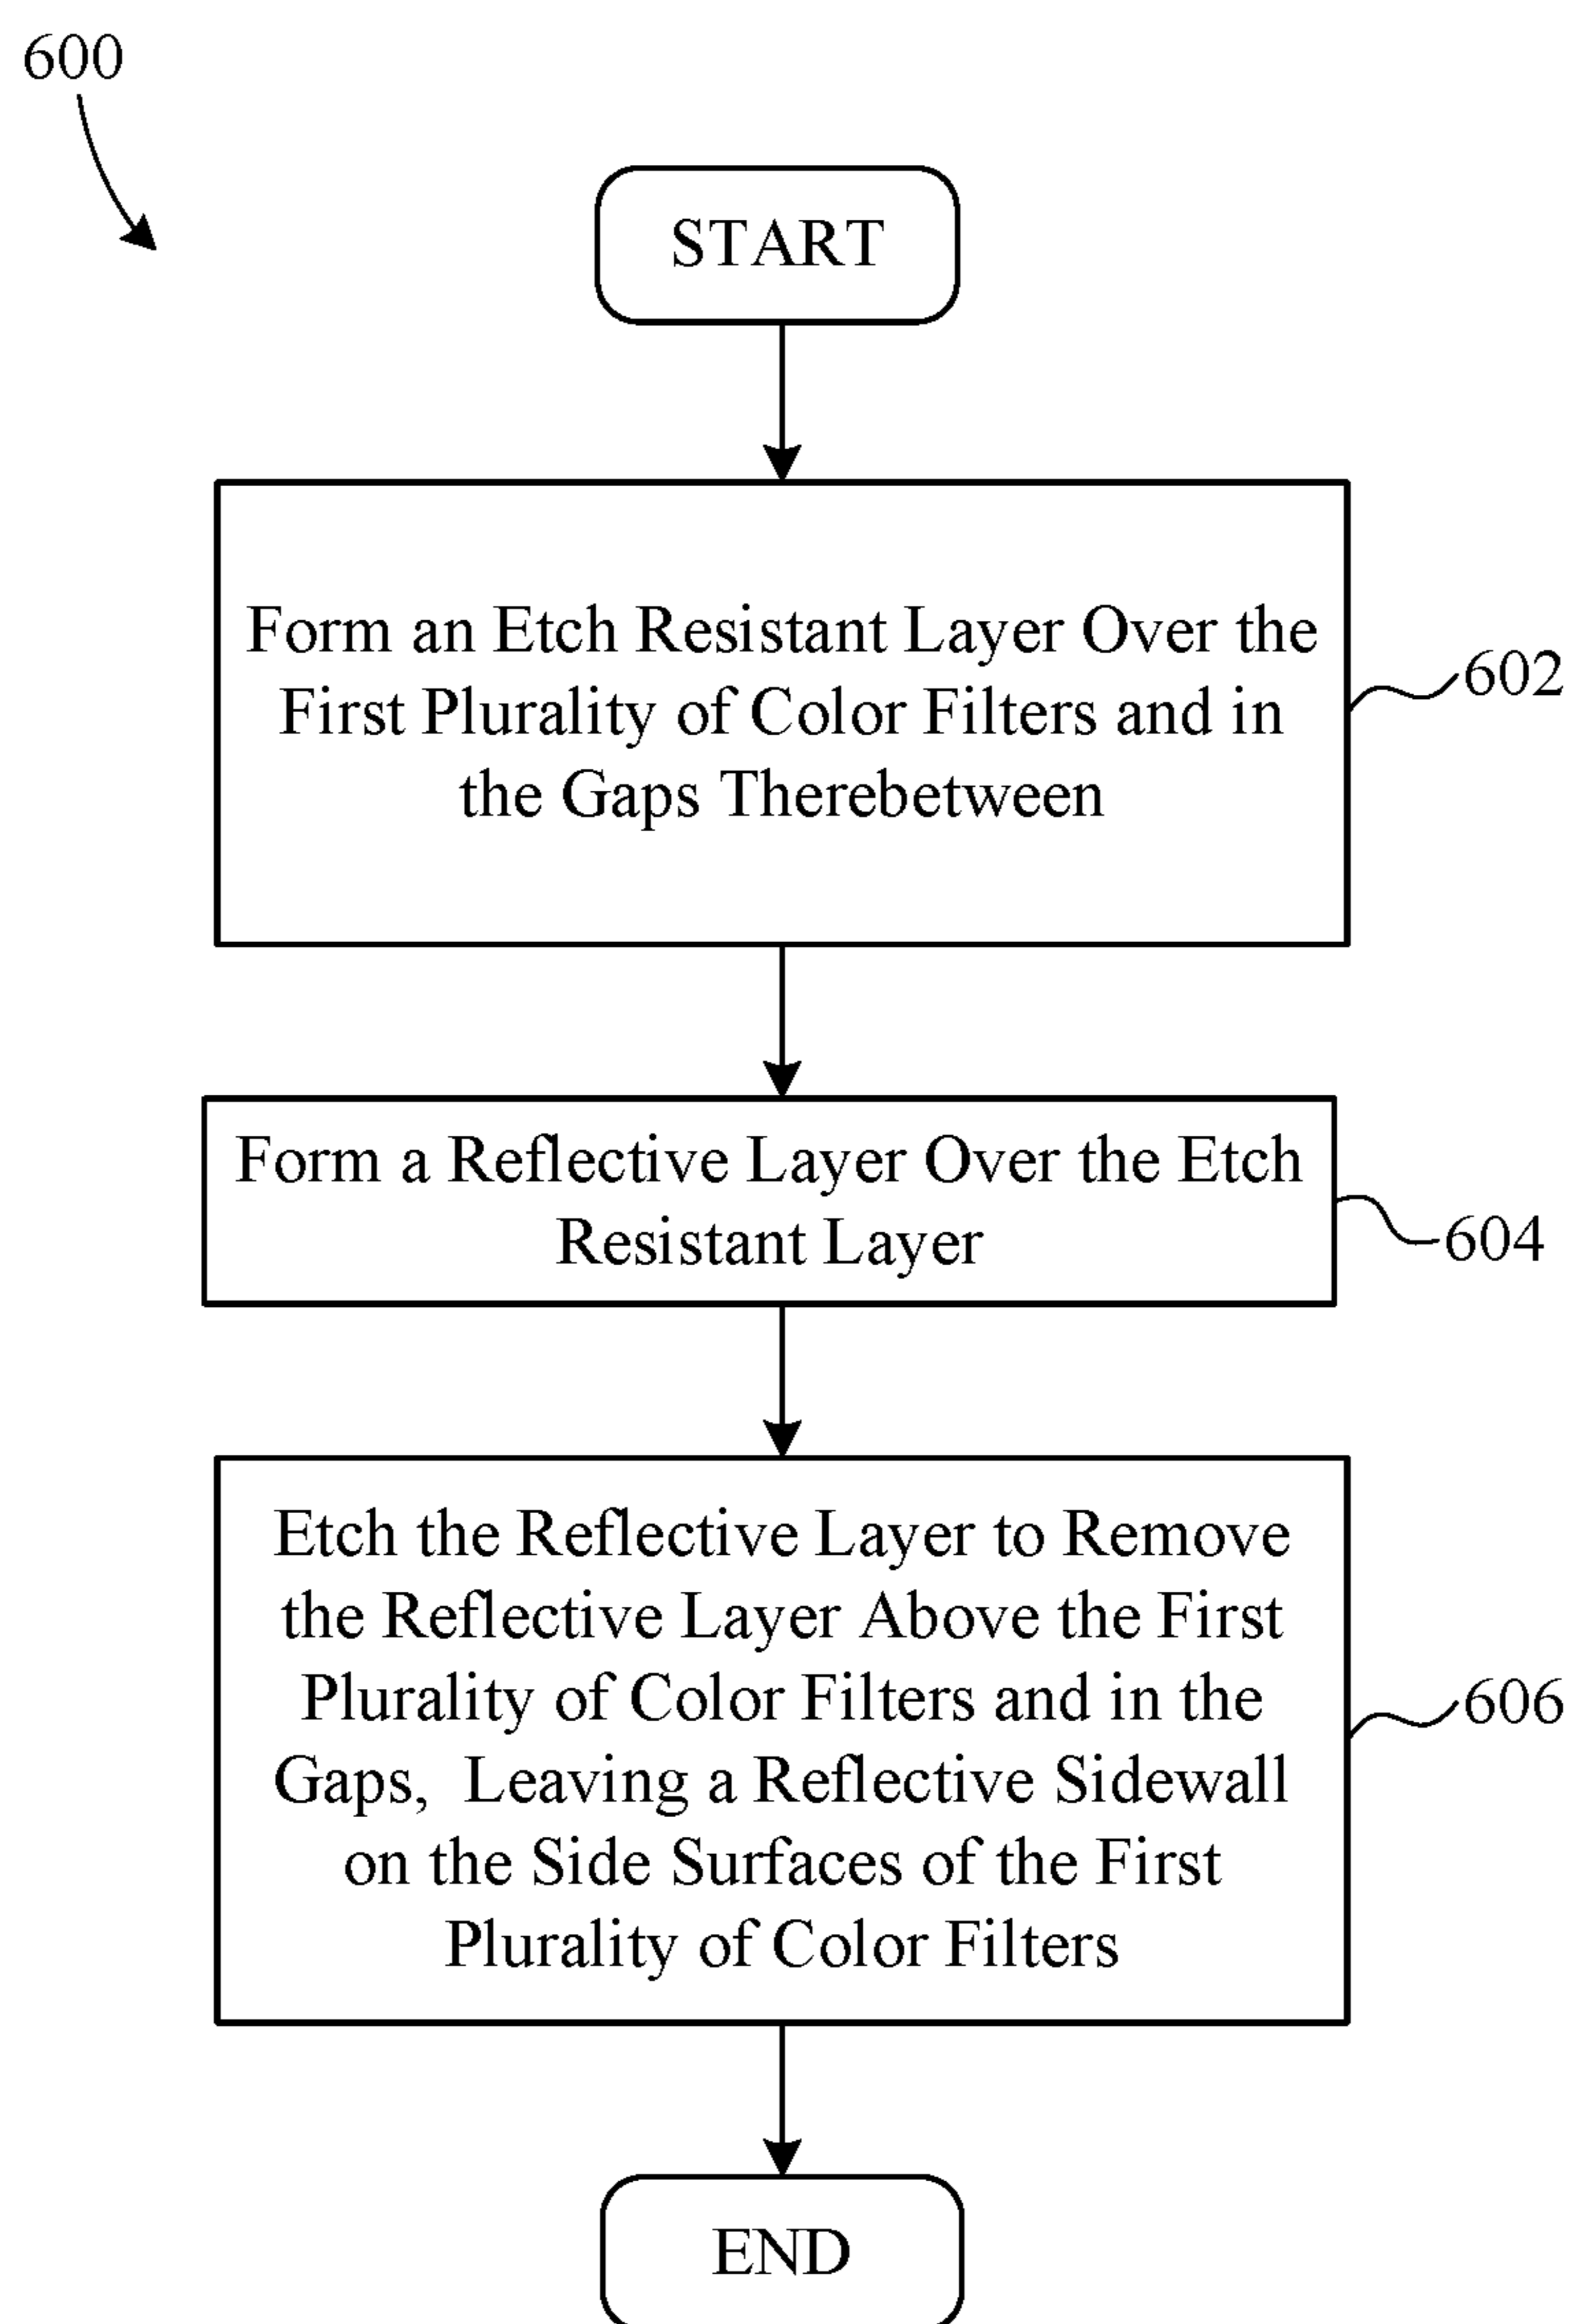 600
START
Form an Etch Resistant Layer Over the
First Plurality of Color Filters and in
the Gaps Therebetween
602
Form a Reflective Layer Over the Etch
Resistant Layer
604
Etch the Reflective Layer to Remove
the Reflective Layer Above the First
Plurality of Color Filters and in the
Gaps,  Leaving a Reflective Sidewall
on the Side Surfaces of the First
Plurality of Color Filters
606
END